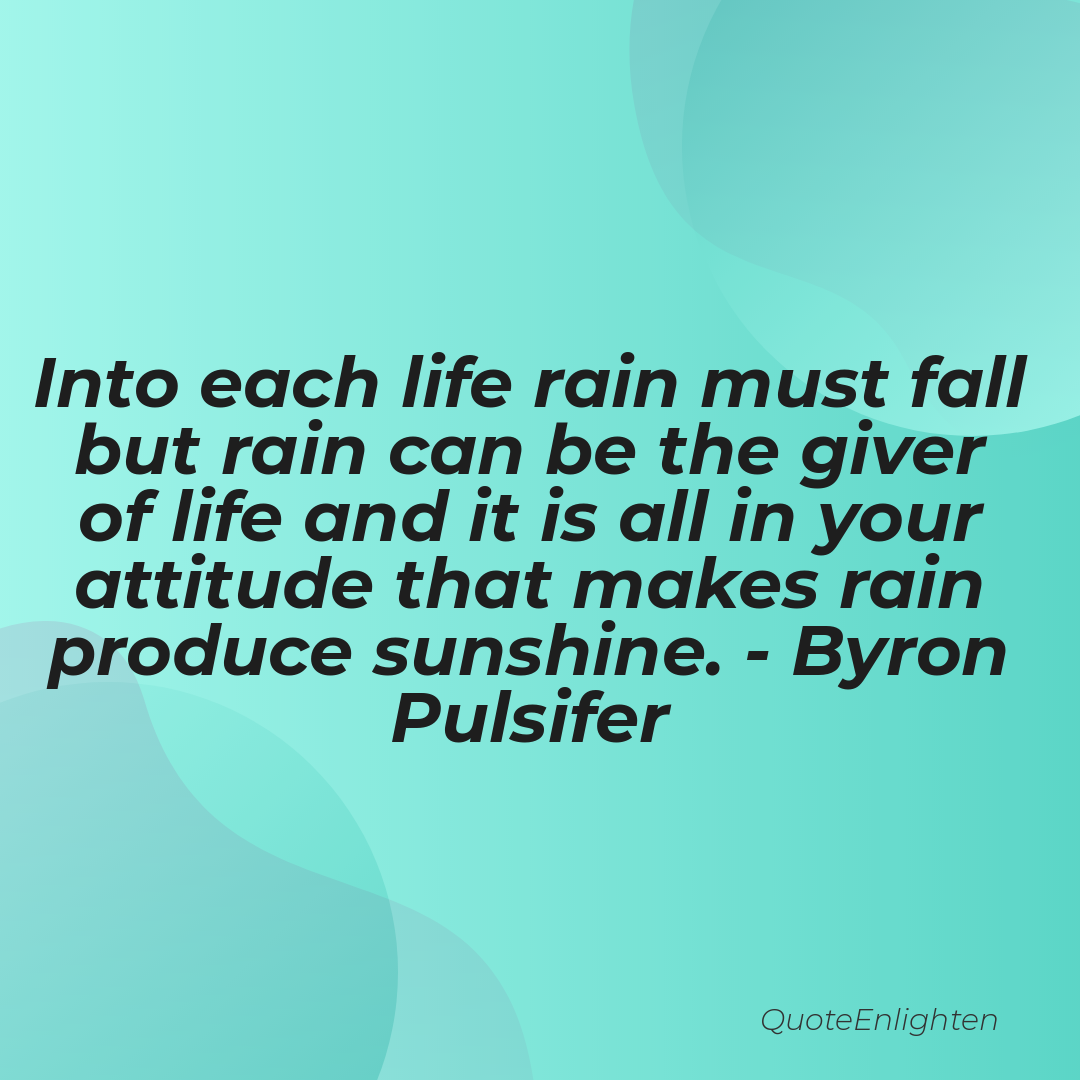 Into each life rain must fall
but rain can be the giver
of life and it is all in your
attitude that makes rain
produce sunshine. - Byron
Pulsifer
QuoteEnlighten